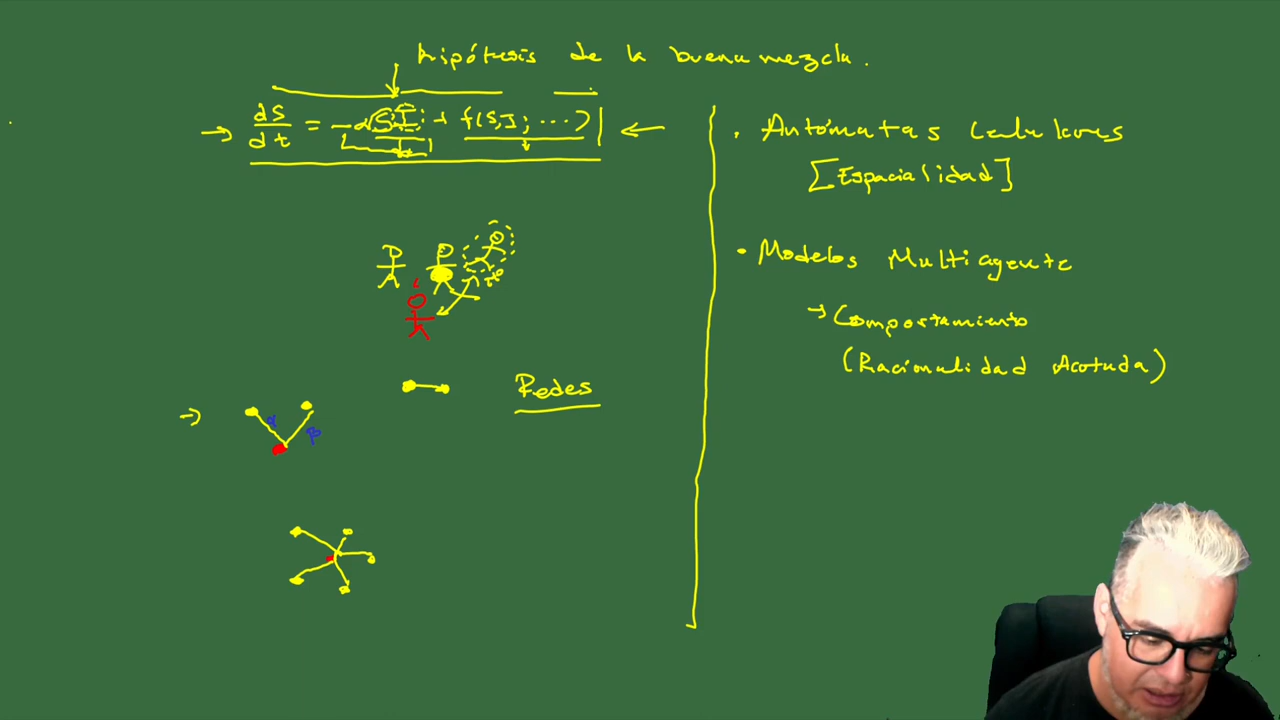 Hipótesis de la buena mezcla.
→ dS/dt = -αSI + f(S,I; ...) ←
Redes
→ α β
• Autómatas celulares
[Espacialidad]
• Modelos Multiagente
→ Comportamiento
(Racionalidad Acotada)